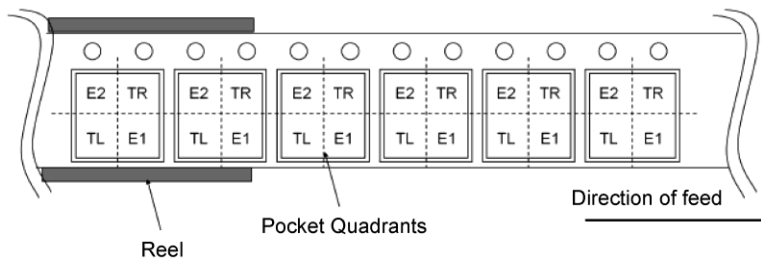 E2 TR E2 TR E2 TR E2 TR E2 TR E2 TR
TL E1 TL E1 TL E1 TL E1 TL E1 TL E1
Direction of feed
Pocket Quadrants
Reel